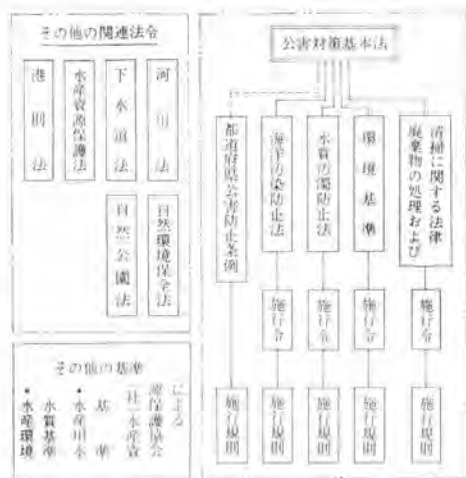 その他の関連法令
港則法
水産資源保護法
下水道法
河川法
自然公園法
自然環境保全法
その他の基準
・水産環境
水質基準
・水産用水
基準
(社)水産資
源保護協会
による
公害対策基本法
都道府県公害防止条例
海洋汚染防止法
水質汚濁防止法
環境基準
廃棄物の処理および
清掃に関する法律
施行令
施行令
施行令
施行令
施行規則
施行規則
施行規則
施行規則
施行規則